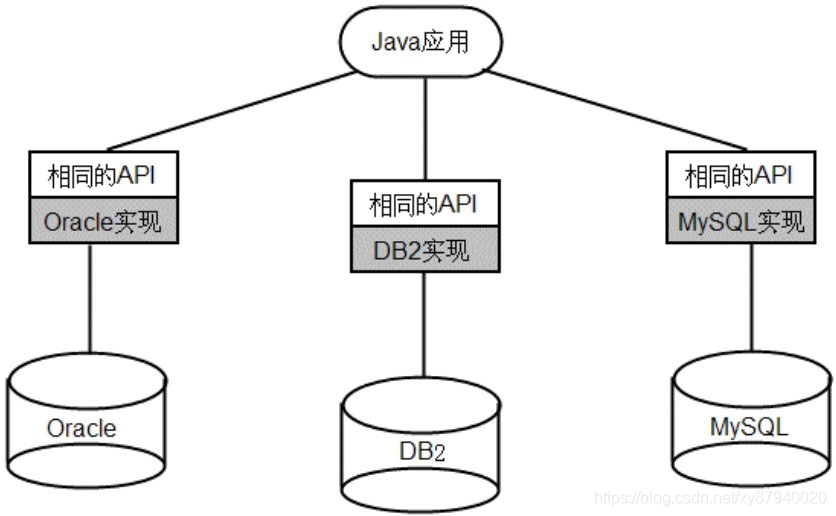 Java应用
相同的API
Oracle实现
相同的API
DB2实现
相同的API
MySQL实现
Oracle
DB2
MySQL
https://blog.csdn.net/xy87940020